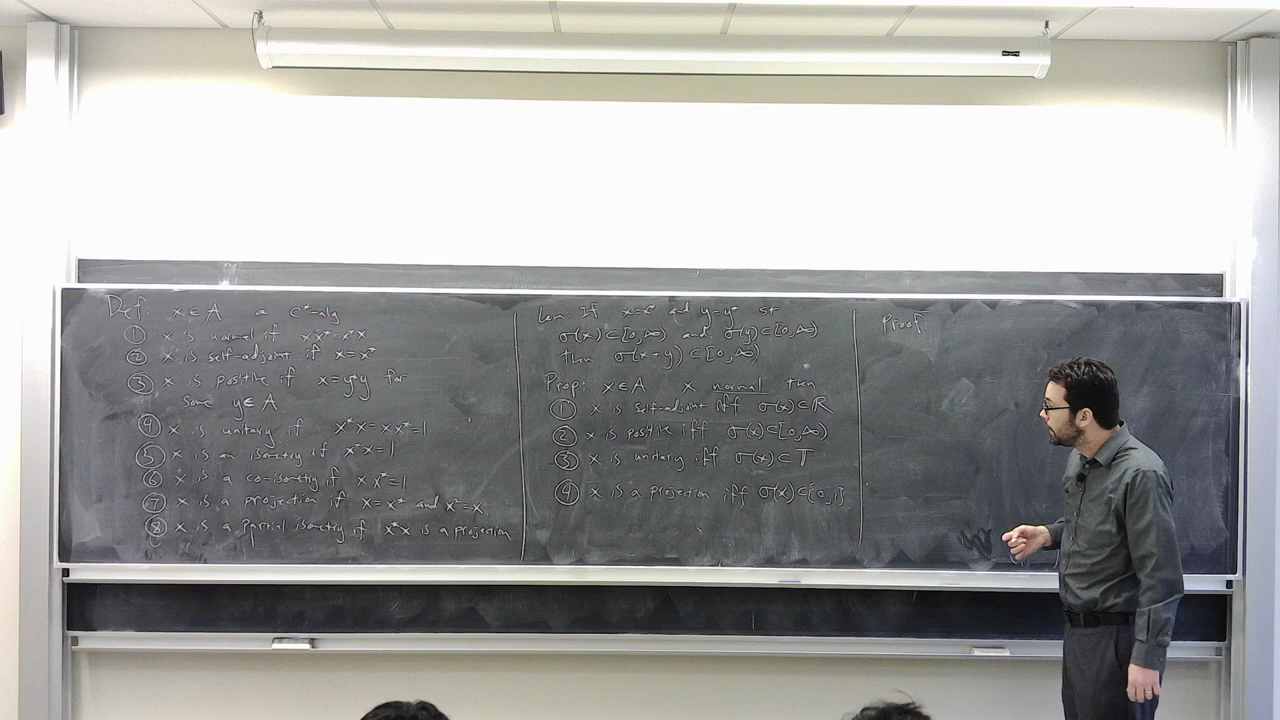 Def: x∈A a C*-alg
① x is normal if xx*=x*x
② x is self-adjoint if x=x*
③ x is positive if x=y*y for
some y∈A
④ x is unitary if x*x=xx*=1
⑤ x is an isometry if x*x=1
⑥ x is a co-isometry if xx*=1
⑦ x is a projection if x=x* and x²=x.
⑧ x is a Partial isometry if x*x is a projection
Lem: If x=x* and y=y* st
σ(x)⊂[0,∞) and σ(y)⊂[0,∞)
then σ(x+y)⊂[0,∞)
Prop: x∈A x normal then
① x is self-adjoint iff σ(x)⊂ℝ
② x is positive iff σ(x)⊂[0,∞)
③ x is unitary iff σ(x)⊂T
④ x is a projection iff σ(x)⊂{0,1}
Proof: